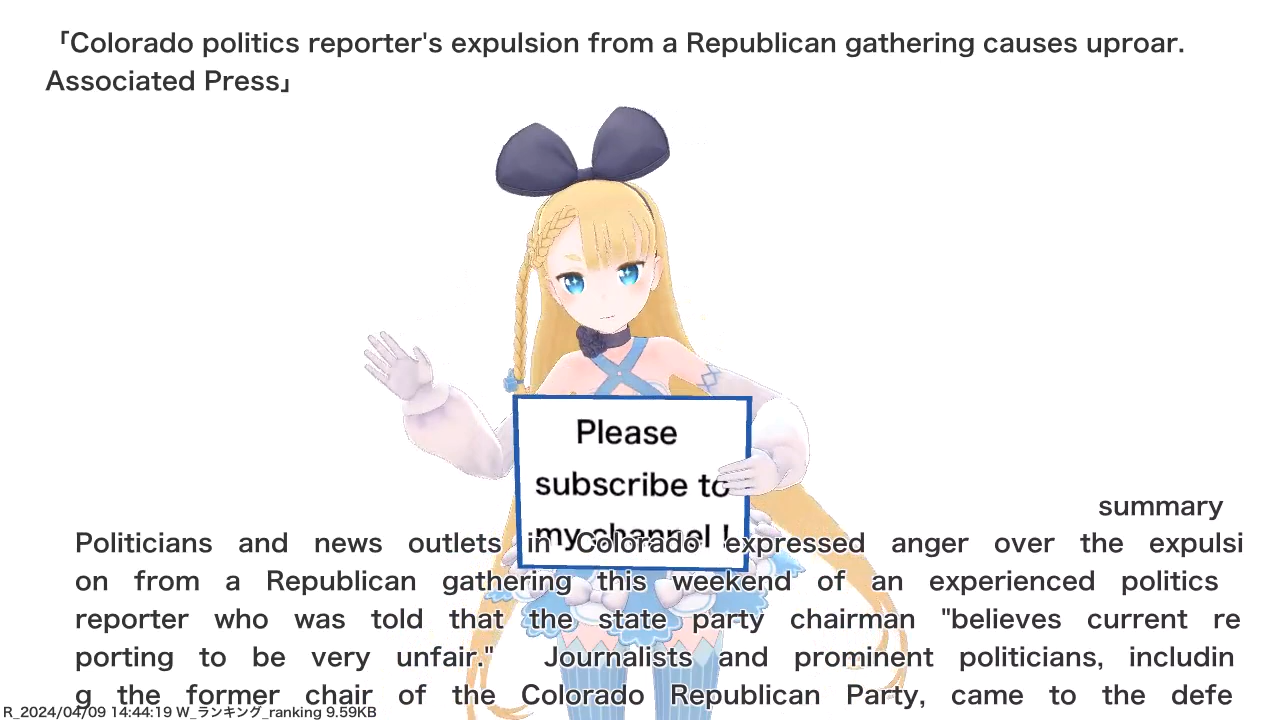 「Colorado politics reporter's expulsion from a Republican gathering causes uproar.
Associated Press」
Please
subscribe to
my channel !
summary
Politicians and news outlets in Colorado expressed anger over the expulsi
on from a Republican gathering this weekend of an experienced politics
reporter who was told that the state party chairman "believes current re
porting to be very unfair." Journalists and prominent politicians, includin
g the former chair of the Colorado Republican Party, came to the defe
R_2024/04/09 14:44:19 W_ランキング_ranking 9.59KB